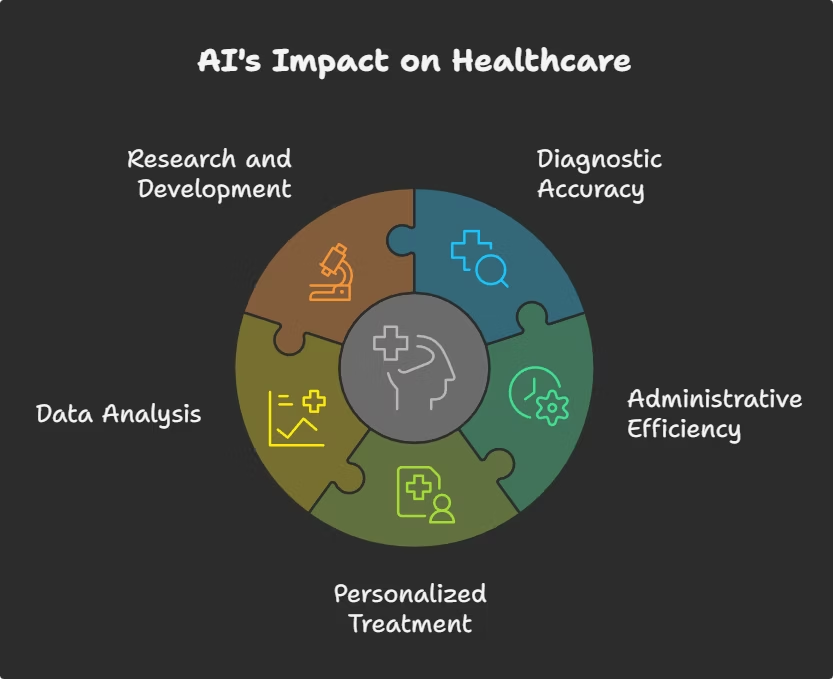 AI's Impact on Healthcare
Research and
Development
Diagnostic
Accuracy
Data Analysis
Administrative
Efficiency
Personalized
Treatment